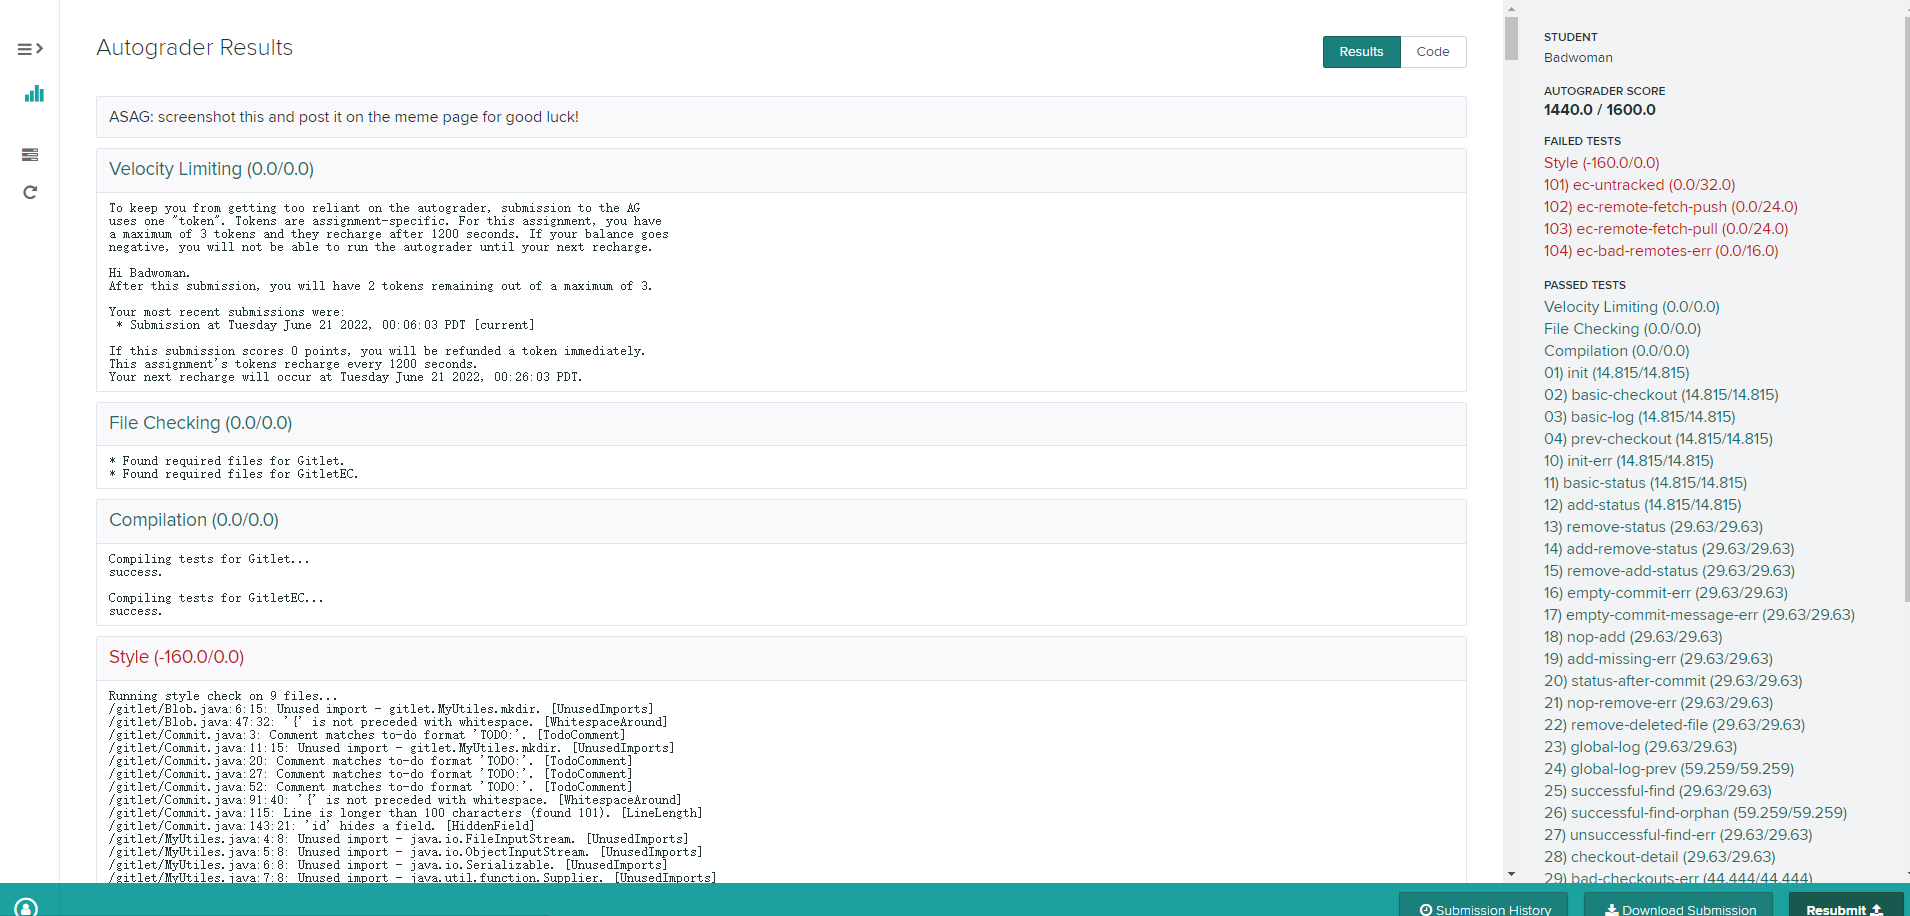 Autograder Results
Results
Code
ASAG: screenshot this and post it on the meme page for good luck!
Velocity Limiting (0.0/0.0)
To keep you from getting too reliant on the autograder, submission to the AG
uses one "token". Tokens are assignment-specific. For this assignment, you have
a maximum of 3 tokens and they recharge after 1200 seconds. If your balance goes
negative, you will not be able to run the autograder until your next recharge.
Hi Badwoman.
After this submission, you will have 2 tokens remaining out of a maximum of 3.
Your most recent submissions were:
* Submission at Tuesday June 21 2022, 00:06:03 PDT [current]
If this submission scores 0 points, you will be refunded a token immediately.
This assignment's tokens recharge every 1200 seconds.
Your next recharge will occur at Tuesday June 21 2022, 00:26:03 PDT.
File Checking (0.0/0.0)
* Found required files for Gitlet.
* Found required files for GitletEC.
Compilation (0.0/0.0)
Compiling tests for Gitlet...
success.
Compiling tests for GitletEC...
success.
Style (-160.0/0.0)
Running style check on 9 files...
/gitlet/Blob.java:6:15: Unused import - gitlet.MyUtiles.mkdir. [UnusedImports]
/gitlet/Blob.java:47:32: '{' is not preceded with whitespace. [WhitespaceAround]
/gitlet/Commit.java:3: Comment matches to-do format 'TODO:'. [TodoComment]
/gitlet/Commit.java:11:15: Unused import - gitlet.MyUtiles.mkdir. [UnusedImports]
/gitlet/Commit.java:20: Comment matches to-do format 'TODO:'. [TodoComment]
/gitlet/Commit.java:27: Comment matches to-do format 'TODO:'. [TodoComment]
/gitlet/Commit.java:52: Comment matches to-do format 'TODO:'. [TodoComment]
/gitlet/Commit.java:91:40: '{' is not preceded with whitespace. [WhitespaceAround]
/gitlet/Commit.java:115: Line is longer than 100 characters (found 101). [LineLength]
/gitlet/Commit.java:143:21: 'id' hides a field. [HiddenField]
/gitlet/MyUtiles.java:4:8: Unused import - java.io.FileInputStream. [UnusedImports]
/gitlet/MyUtiles.java:5:8: Unused import - java.io.ObjectInputStream. [UnusedImports]
/gitlet/MyUtiles.java:6:8: Unused import - java.io.Serializable. [UnusedImports]
/gitlet/MyUtiles.java:7:8: Unused import - java.util.function.Supplier. [UnusedImports]
STUDENT
Badwoman
AUTOGRADER SCORE
1440.0 / 1600.0
FAILED TESTS
Style (-160.0/0.0)
101) ec-untracked (0.0/32.0)
102) ec-remote-fetch-push (0.0/24.0)
103) ec-remote-fetch-pull (0.0/24.0)
104) ec-bad-remotes-err (0.0/16.0)
PASSED TESTS
Velocity Limiting (0.0/0.0)
File Checking (0.0/0.0)
Compilation (0.0/0.0)
01) init (14.815/14.815)
02) basic-checkout (14.815/14.815)
03) basic-log (14.815/14.815)
04) prev-checkout (14.815/14.815)
10) init-err (14.815/14.815)
11) basic-status (14.815/14.815)
12) add-status (14.815/14.815)
13) remove-status (29.63/29.63)
14) add-remove-status (29.63/29.63)
15) remove-add-status (29.63/29.63)
16) empty-commit-err (29.63/29.63)
17) empty-commit-message-err (29.63/29.63)
18) nop-add (29.63/29.63)
19) add-missing-err (29.63/29.63)
20) status-after-commit (29.63/29.63)
21) nop-remove-err (29.63/29.63)
22) remove-deleted-file (29.63/29.63)
23) global-log (29.63/29.63)
24) global-log-prev (59.259/59.259)
25) successful-find (29.63/29.63)
26) successful-find-orphan (59.259/59.259)
27) unsuccessful-find-err (29.63/29.63)
28) checkout-detail (29.63/29.63)
29) bad-checkouts-err (44.444/44.444)
Submission History
Download Submission
Resubmit